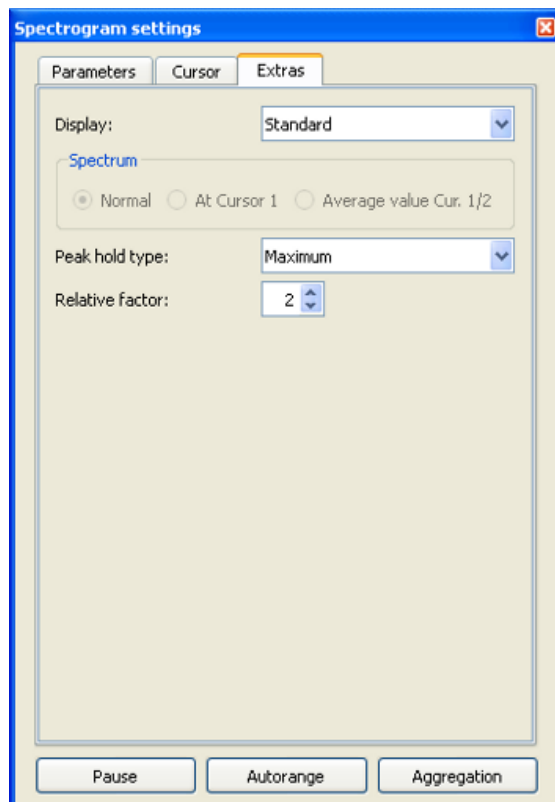 Spectrogram settings
Parameters Cursor Extras
Display: Standard
Spectrum
Normal At Cursor 1 Average value Cur. 1/2
Peak hold type: Maximum
Relative factor: 2
Pause Autorange Aggregation